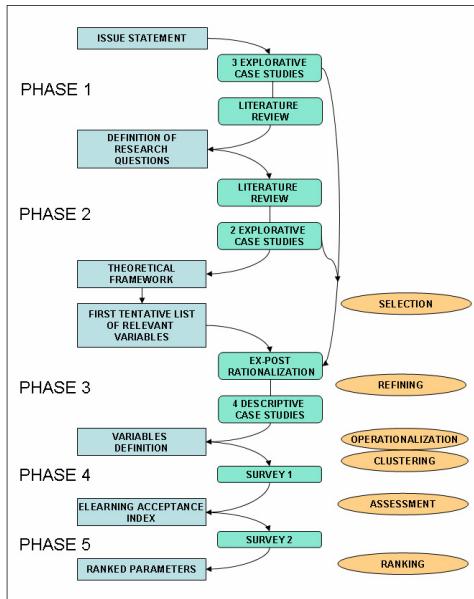 ISSUE STATEMENT
3 EXPLORATIVE
CASE STUDIES
PHASE 1
LITERATURE
REVIEW
DEFINITION OF
RESEARCH
QUESTIONS
LITERATURE
REVIEW
PHASE 2
2 EXPLORATIVE
CASE STUDIES
THEORETICAL
FRAMEWORK
SELECTION
FIRST TENTATIVE LIST
OF RELEVANT
VARIABLES
EX-POST
RATIONALIZATION
PHASE 3
REFINING
4 DESCRIPTIVE
CASE STUDIES
VARIABLES
DEFINITION
OPERATIONALIZATION
CLUSTERING
PHASE 4
SURVEY 1
ELEARNING ACCEPTANCE
INDEX
ASSESSMENT
PHASE 5
SURVEY 2
RANKED PARAMETERS
RANKING